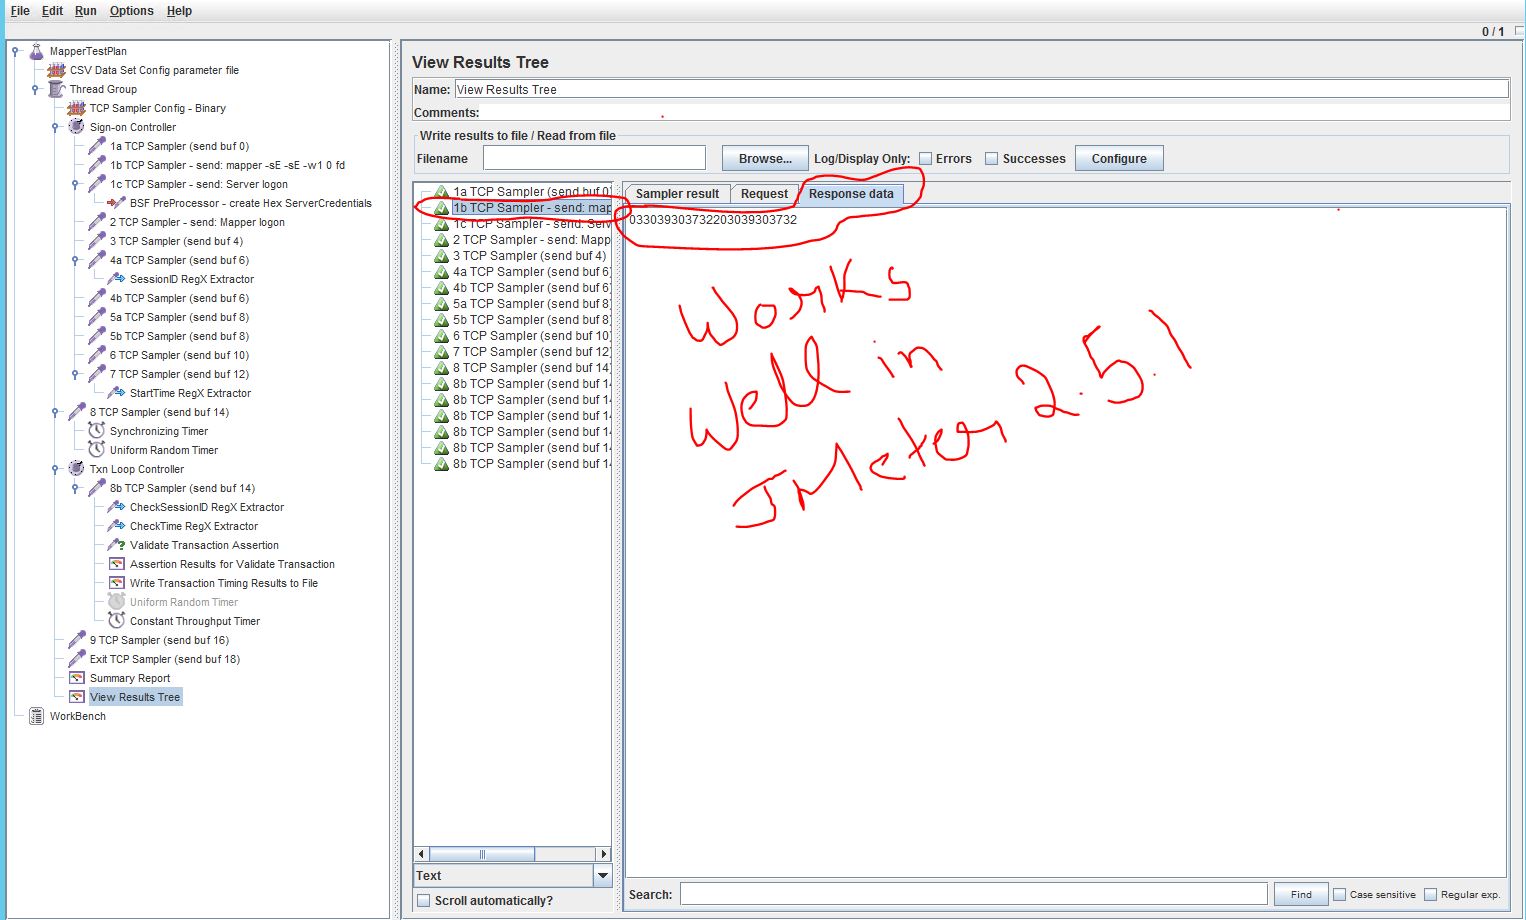 File Edit Run Options Help
0 / 1
MapperTestPlan
CSV Data Set Config parameter file
Thread Group
TCP Sampler Config - Binary
Sign-on Controller
1a TCP Sampler (send buf 0)
1b TCP Sampler - send: mapper -sE -sE -w1 0 fd
1c TCP Sampler - send: Server logon
BSF PreProcessor - create Hex ServerCredentials
2 TCP Sampler - send: Mapper logon
3 TCP Sampler (send buf 4)
4a TCP Sampler (send buf 6)
SessionID RegX Extractor
4b TCP Sampler (send buf 6)
5a TCP Sampler (send buf 8)
5b TCP Sampler (send buf 8)
6 TCP Sampler (send buf 10)
7 TCP Sampler (send buf 12)
StartTime RegX Extractor
8 TCP Sampler (send buf 14)
Synchronizing Timer
Uniform Random Timer
Txn Loop Controller
8b TCP Sampler (send buf 14)
CheckSessionID RegX Extractor
CheckTime RegX Extractor
Validate Transaction Assertion
Assertion Results for Validate Transaction
Write Transaction Timing Results to File
Uniform Random Timer
Constant Throughput Timer
9 TCP Sampler (send buf 16)
Exit TCP Sampler (send buf 18)
Summary Report
View Results Tree
WorkBench
View Results Tree
Name: View Results Tree
Comments:
Write results to file / Read from file
Filename Browse... Log/Display Only: Errors Successes Configure
1a TCP Sampler (send buf 0)
1b TCP Sampler - send: map
1c TCP Sampler - send: Serv
2 TCP Sampler - send: Mapp
3 TCP Sampler (send buf 4)
4a TCP Sampler (send buf 6)
4b TCP Sampler (send buf 6)
5a TCP Sampler (send buf 8)
5b TCP Sampler (send buf 8)
6 TCP Sampler (send buf 10)
7 TCP Sampler (send buf 12)
8 TCP Sampler (send buf 14)
8b TCP Sampler (send buf 14
8b TCP Sampler (send buf 14
8b TCP Sampler (send buf 14
8b TCP Sampler (send buf 14
8b TCP Sampler (send buf 14
8b TCP Sampler (send buf 14
Text
Scroll automatically?
Sampler result Request Response data
0330393037322030393037​32
Works
Well in
JMeter 2.5.1
Search: Find Case sensitive Regular exp.